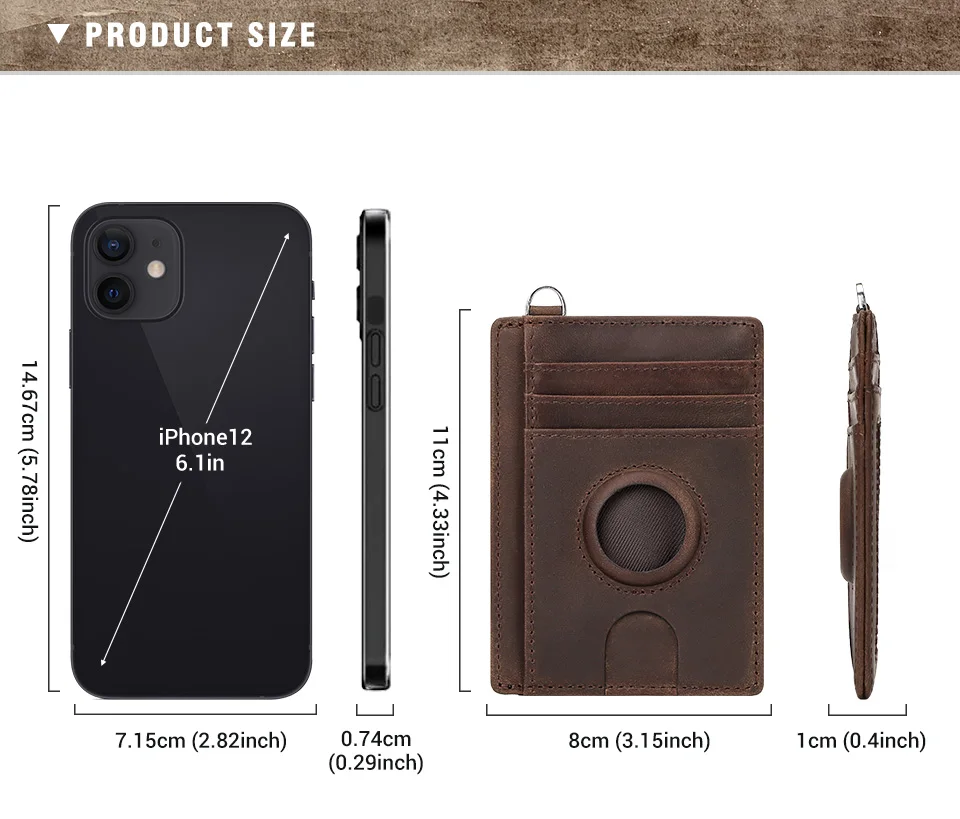 ▼ PRODUCT SIZE
14.67cm (5.78inch)
iPhone12
6.1in
7.15cm (2.82inch)
0.74cm
(0.29inch)
11cm (4.33inch)
8cm (3.15inch)
1cm (0.4inch)